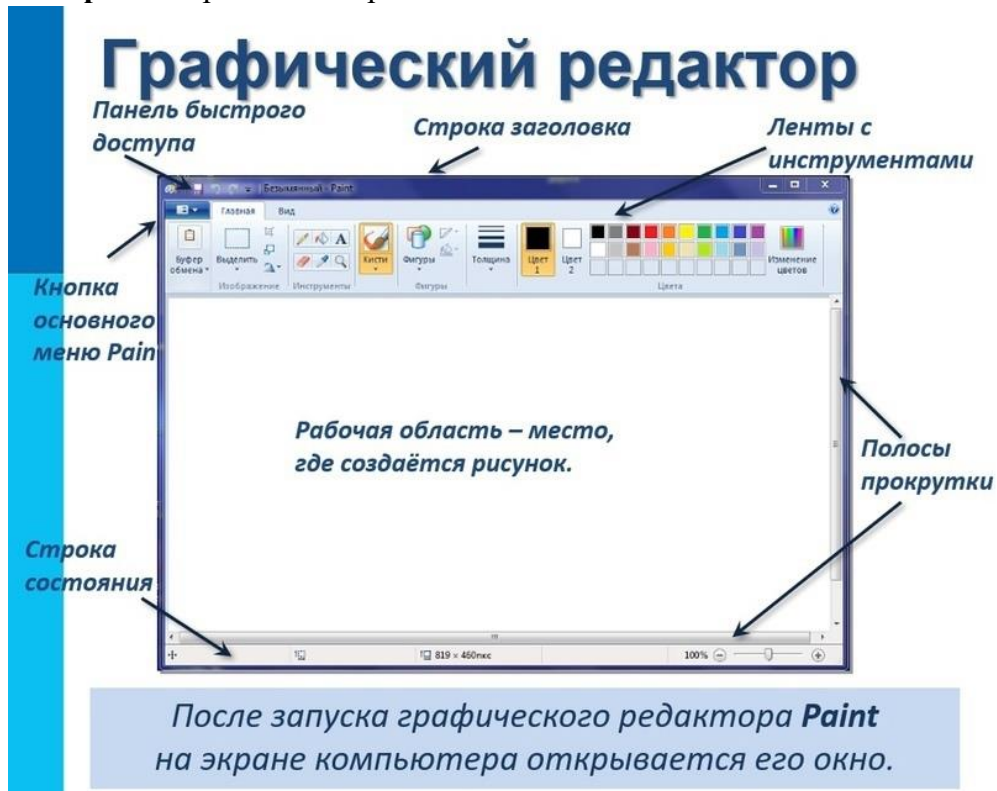 Графический редактор
Панель быстрого
доступа
Строка заголовка
Ленты с
инструментами
Безымянный - Paint
Главная
Вид
Буфер
обмена
Выделить
A
Кисти
Фигуры
Толщина
Цвет
1
Цвет
2
Изменение
цветов
Изображение
Инструменты
Фигуры
Цвета
Кнопка
основного
меню Pain
Рабочая область – место,
где создаётся рисунок.
Полосы
прокрутки
Строка
состояния
819 × 460пкс
100%
После запуска графического редактора Paint
на экране компьютера открывается его окно.